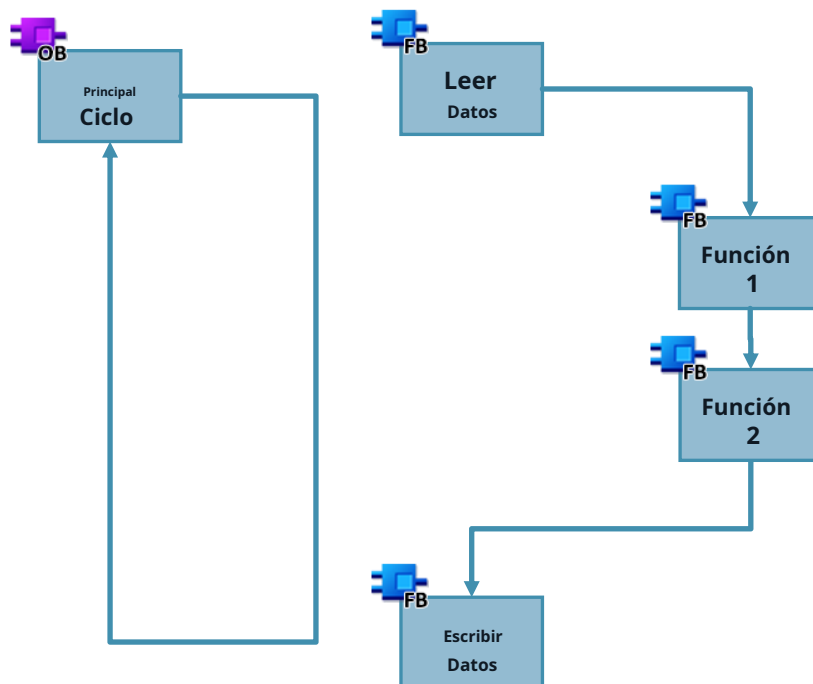 OB
Principal
Ciclo
FB
Leer
Datos
FB
Función
1
FB
Función
2
FB
Escribir
Datos